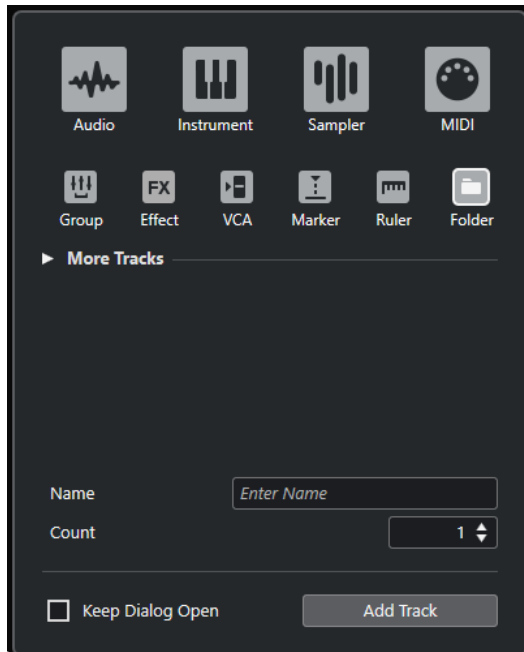 Audio Instrument Sampler MIDI
FX
Group Effect VCA Marker Ruler Folder
More Tracks
Name Enter Name
Count 1
Keep Dialog Open Add Track